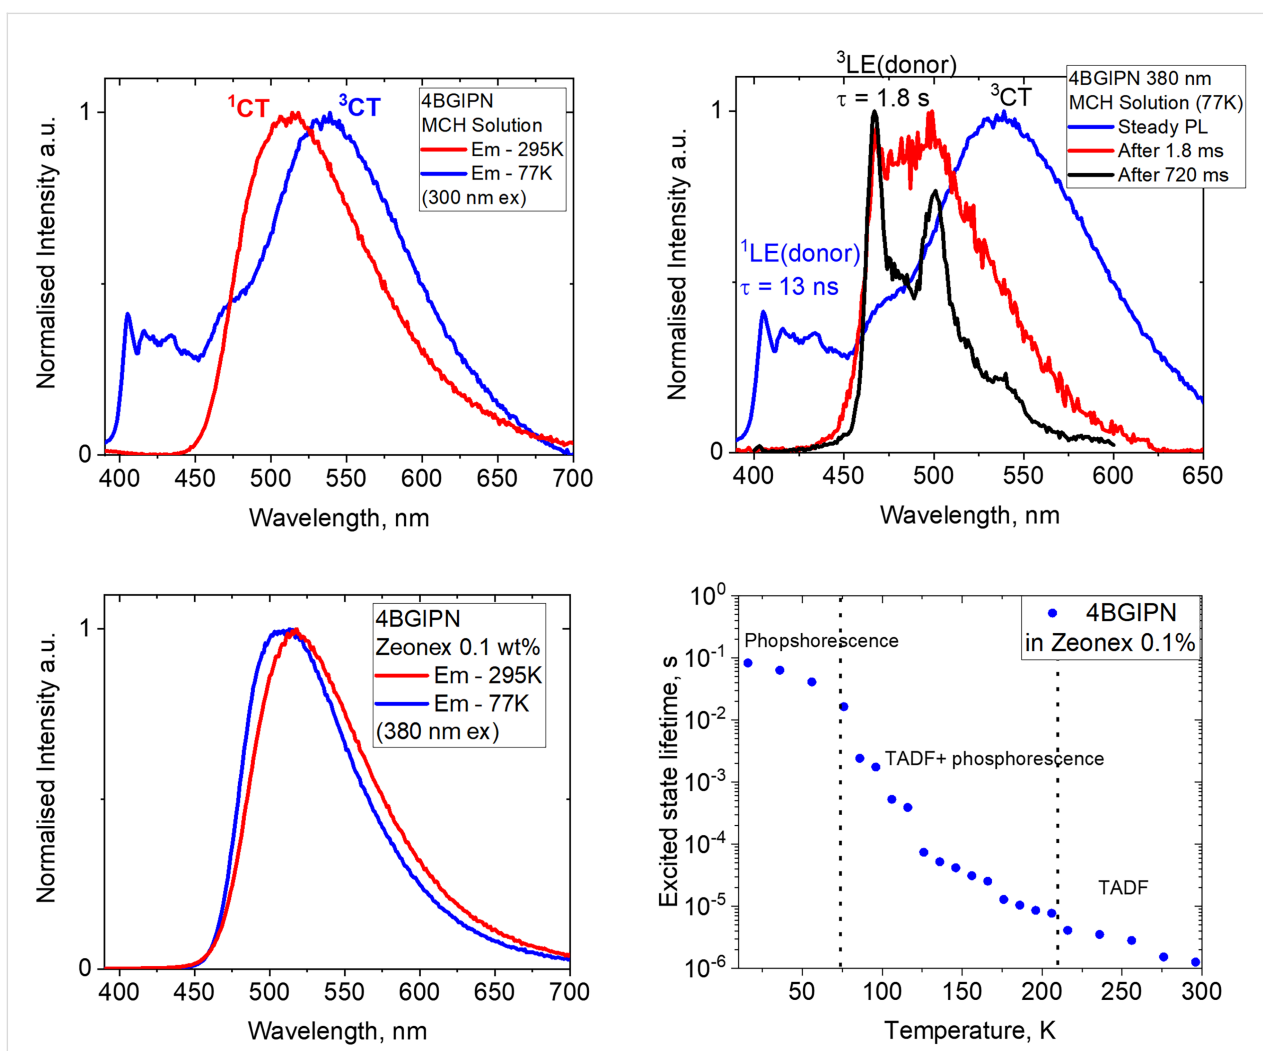 ¹CT
³CT
4BGIPN
MCH Solution
Em - 295K
Em - 77K
(300 nm ex)
Normalised Intensity a.u.
1
0
400 450 500 550 600 650 700
Wavelength, nm
³LE(donor)
τ = 1.8 s
³CT
4BGIPN 380 nm
MCH Solution (77K)
Steady PL
After 1.8 ms
After 720 ms
¹LE(donor)
τ = 13 ns
Normalised Intensity a.u.
1
0
400 450 500 550 600 650
Wavelength, nm
4BGIPN
Zeonex 0.1 wt%
Em - 295K
Em - 77K
(380 nm ex)
Normalised Intensity a.u.
1
0
400 450 500 550 600 650 700
Wavelength, nm
4BGIPN
in Zeonex 0.1%
Phopshorescence
TADF+ phosphorescence
TADF
Excited state lifetime, s
10⁰
10⁻¹
10⁻²
10⁻³
10⁻⁴
10⁻⁵
10⁻⁶
50 100 150 200 250 300
Temperature, K